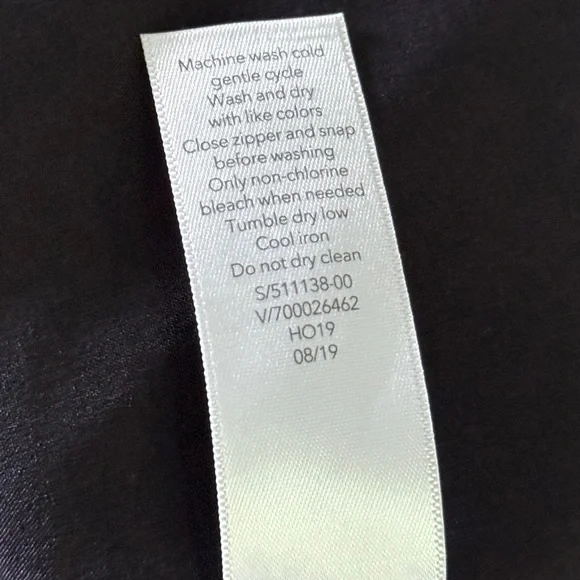 Machine wash cold
gentle cycle
Wash and dry
with like colors
Close zipper and snap
before washing
Only non-chlorine
bleach when needed
Tumble dry low
Cool iron
Do not dry clean
S/511138-00
V/700026462
HO19
08/19